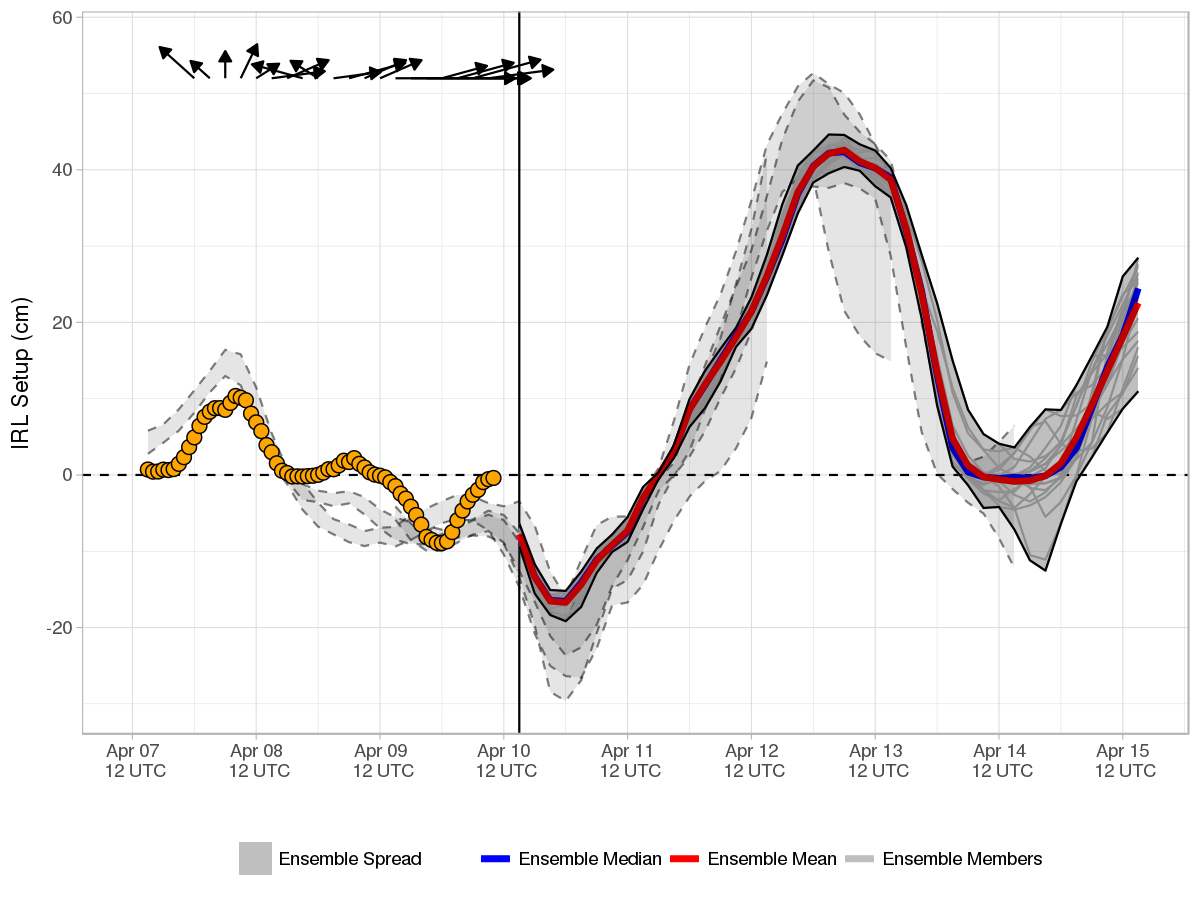 60
40
20
0
-20
IRL Setup (cm)
Apr 07 Apr 08 Apr 09 Apr 10 Apr 11 Apr 12 Apr 13 Apr 14 Apr 15
12 UTC 12 UTC 12 UTC 12 UTC 12 UTC 12 UTC 12 UTC 12 UTC 12 UTC
Ensemble Spread Ensemble Median Ensemble Mean Ensemble Members